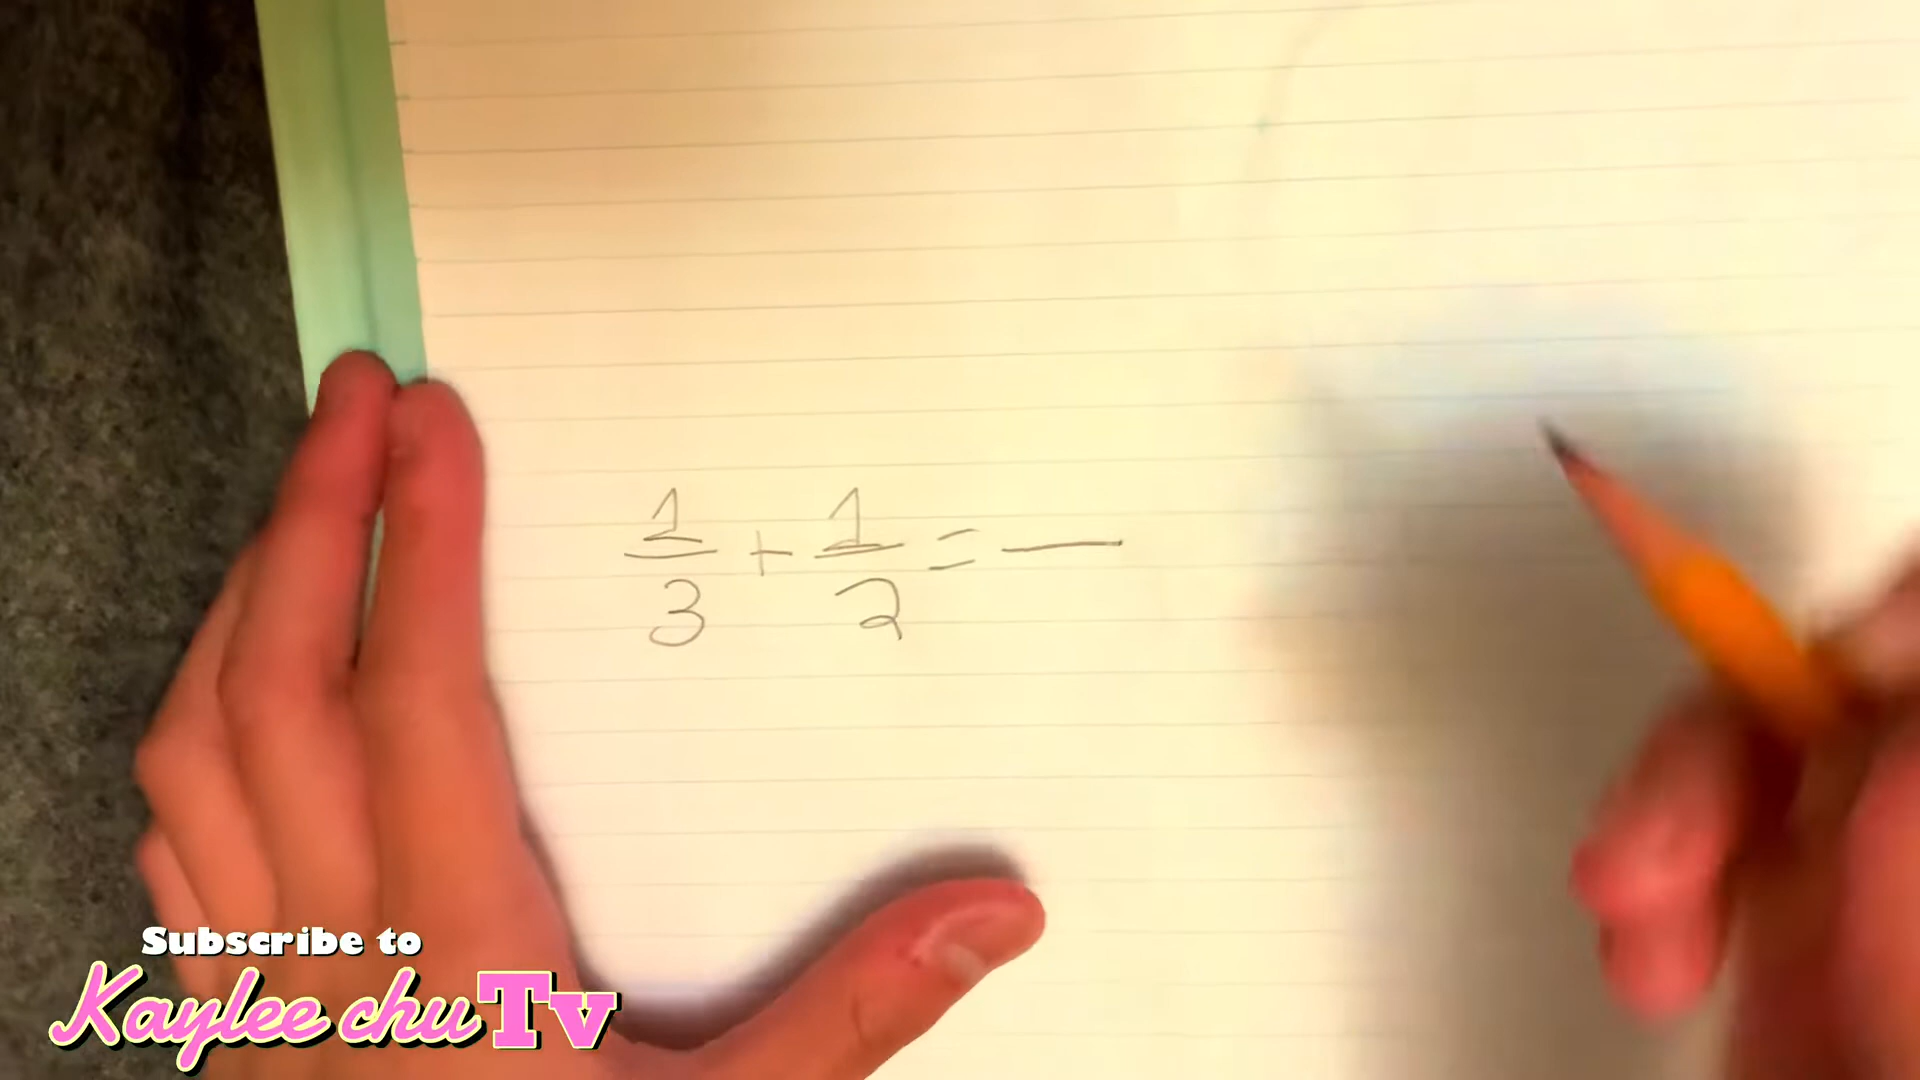 1/3 + 1/2 = —
Subscribe to
Kaylee chu Tv